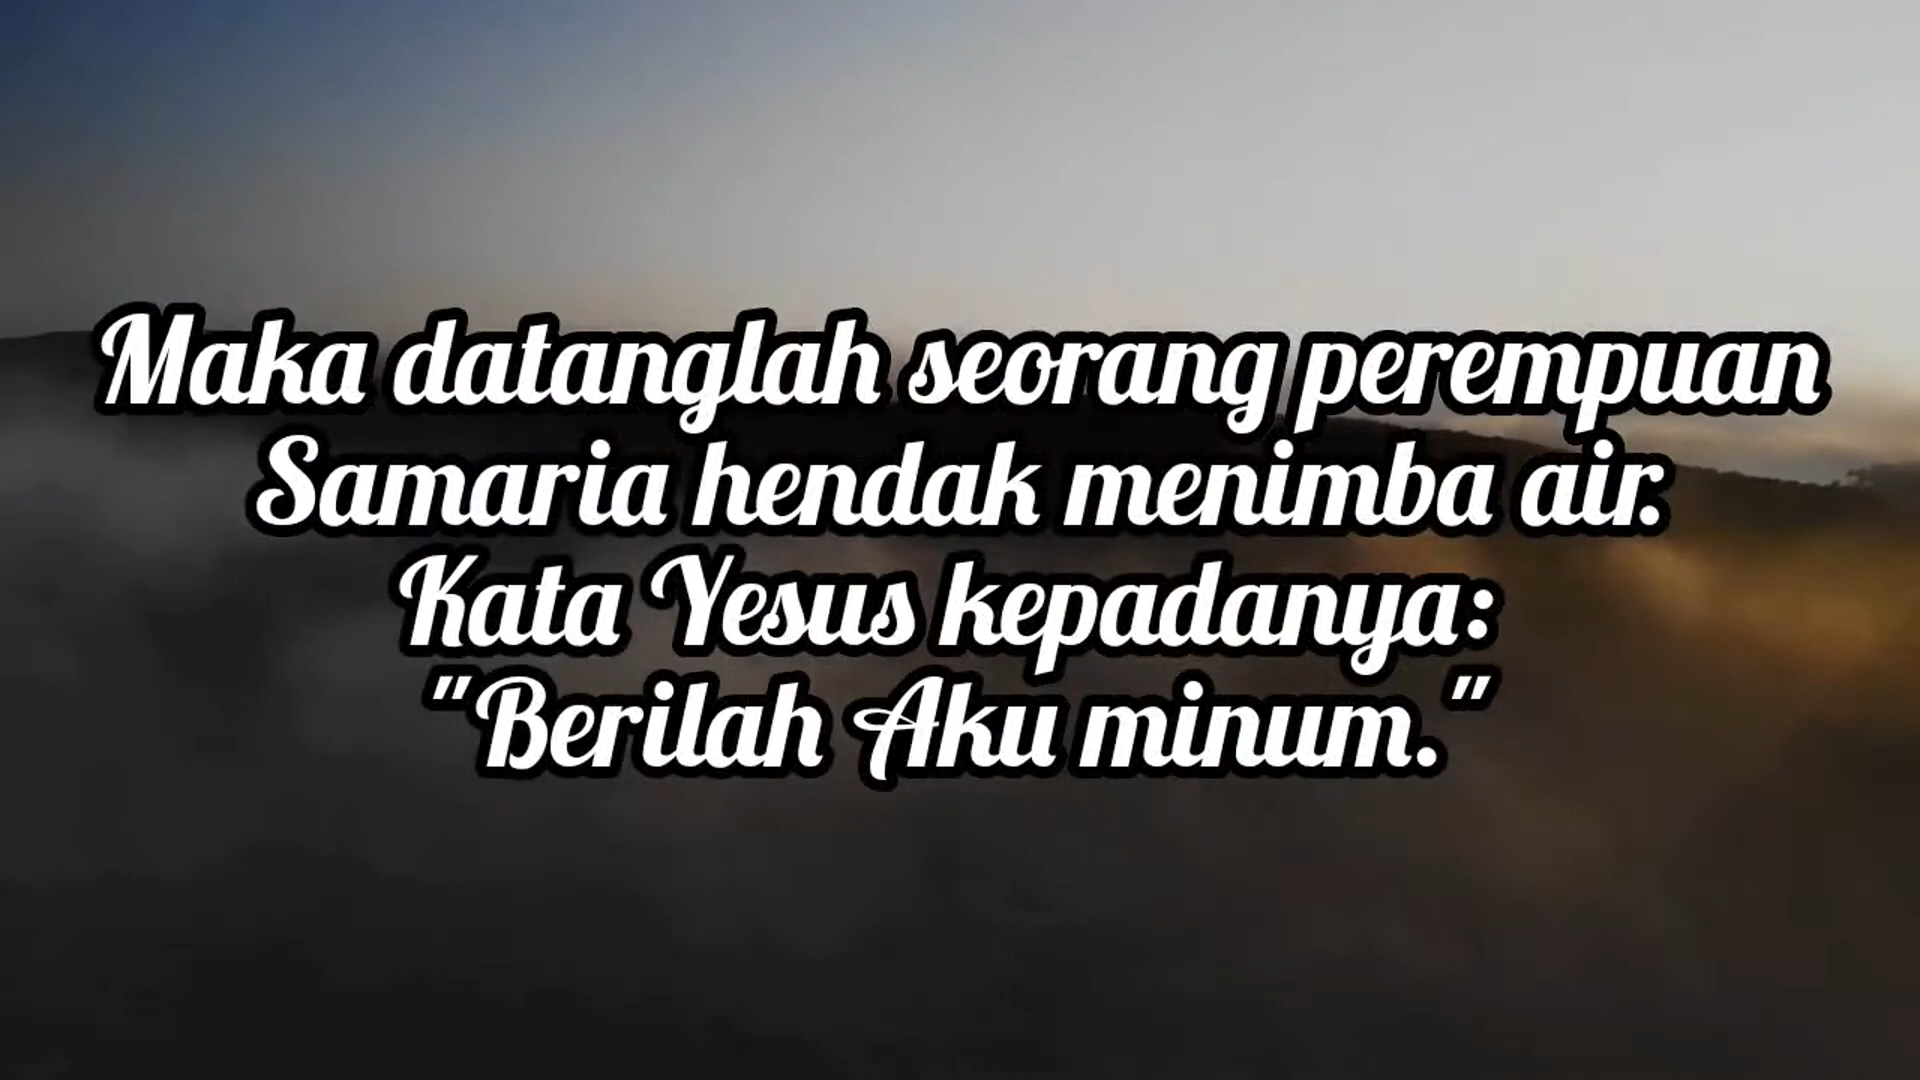 Maka datanglah seorang perempuan
Samaria hendak menimba air.
Kata Yesus kepadanya:
"Berilah Aku minum."